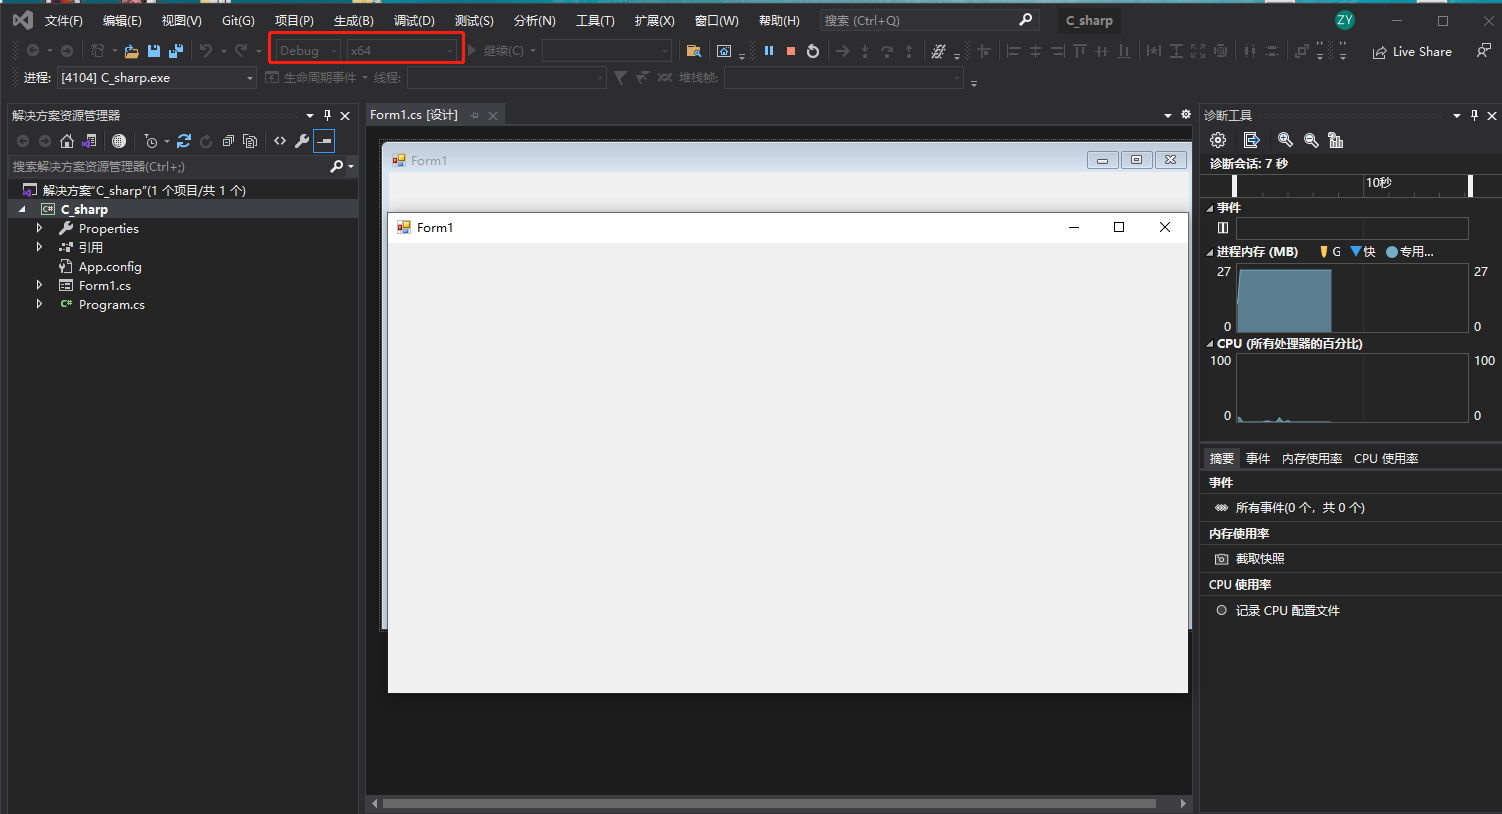 文件(F) 编辑(E) 视图(V) Git(G) 项目(P) 生成(B) 调试(D) 测试(S) 分析(N) 工具(T) 扩展(X) 窗口(W) 帮助(H) 搜索 (Ctrl+Q) C_sharp ZY
Debug x64 继续(C) Live Share
进程: [4104] C_sharp.exe 生命周期事件 线程: 堆栈帧:
解决方案资源管理器
搜索解决方案资源管理器(Ctrl+;)
解决方案"C_sharp"(1 个项目/共 1 个)
C# C_sharp
Properties
引用
App.config
Form1.cs
C# Program.cs
Form1.cs [设计]
Form1
Form1
诊断工具
诊断会话: 7 秒
10秒
事件
进程内存 (MB) G 快 专用...
27 27
0 0
CPU (所有处理器的百分比)
100 100
0 0
摘要 事件 内存使用率 CPU 使用率
事件
所有事件(0 个，共 0 个)
内存使用率
截取快照
CPU 使用率
记录 CPU 配置文件